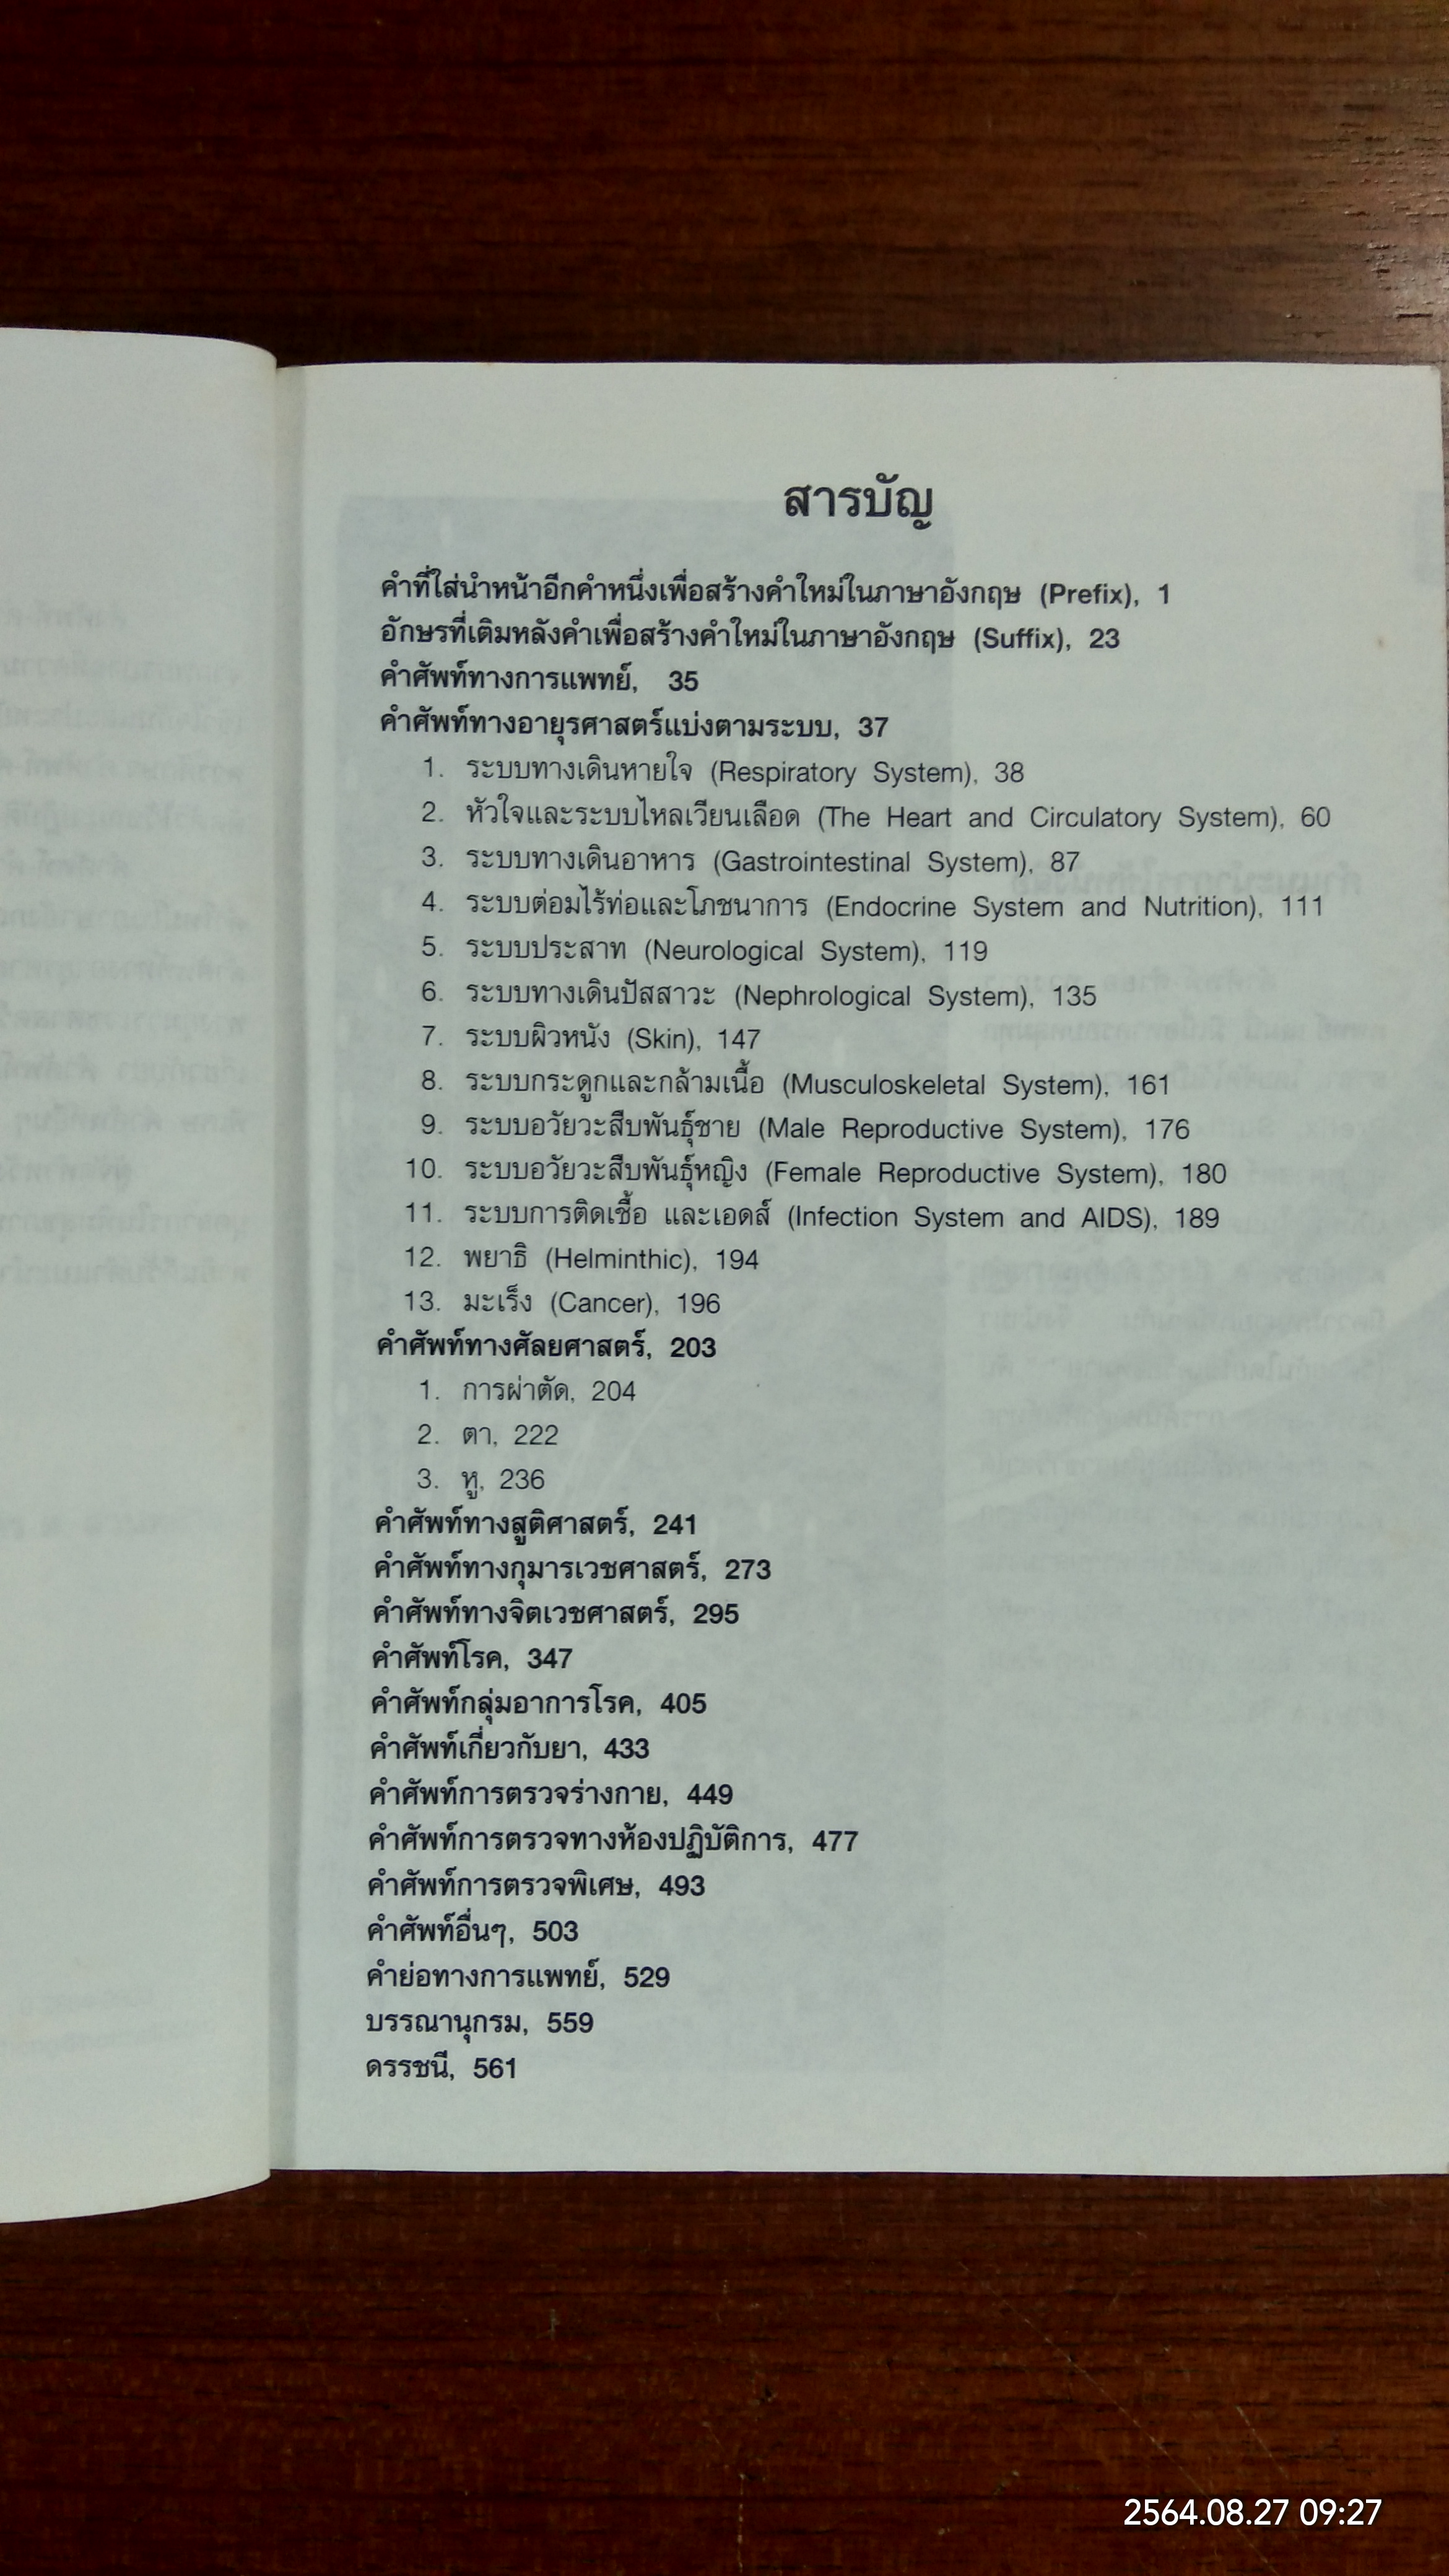 สารบัญ
คำที่ใส่นำหน้าอีกคำหนึ่งเพื่อสร้างคำใหม่ในภาษาอังกฤษ (Prefix), 1
อักษรที่เติมหลังคำเพื่อสร้างคำใหม่ในภาษาอังกฤษ (Suffix), 23
คำศัพท์ทางการแพทย์, 35
คำศัพท์ทางอายุรศาสตร์แบ่งตามระบบ, 37
1. ระบบทางเดินหายใจ (Respiratory System), 38
2. หัวใจและระบบไหลเวียนเลือด (The Heart and Circulatory System), 60
3. ระบบทางเดินอาหาร (Gastrointestinal System), 87
4. ระบบต่อมไร้ท่อและโภชนาการ (Endocrine System and Nutrition), 111
5. ระบบประสาท (Neurological System), 119
6. ระบบทางเดินปัสสาวะ (Nephrological System), 135
7. ระบบผิวหนัง (Skin), 147
8. ระบบกระดูกและกล้ามเนื้อ (Musculoskeletal System), 161
9. ระบบอวัยวะสืบพันธุ์ชาย (Male Reproductive System), 176
10. ระบบอวัยวะสืบพันธุ์หญิง (Female Reproductive System), 180
11. ระบบการติดเชื้อ และเอดส์ (Infection System and AIDS), 189
12. พยาธิ (Helminthic), 194
13. มะเร็ง (Cancer), 196
คำศัพท์ทางศัลยศาสตร์, 203
1. การผ่าตัด, 204
2. ตา, 222
3. หู, 236
คำศัพท์ทางสูติศาสตร์, 241
คำศัพท์ทางกุมารเวชศาสตร์, 273
คำศัพท์ทางจิตเวชศาสตร์, 295
คำศัพท์โรค, 347
คำศัพท์กลุ่มอาการโรค, 405
คำศัพท์เกี่ยวกับยา, 433
คำศัพท์การตรวจร่างกาย, 449
คำศัพท์การตรวจทางห้องปฏิบัติการ, 477
คำศัพท์การตรวจพิเศษ, 493
คำศัพท์อื่นๆ, 503
คำย่อทางการแพทย์, 529
บรรณานุกรม, 559
ดรรชนี, 561
2564.08.27 09:27